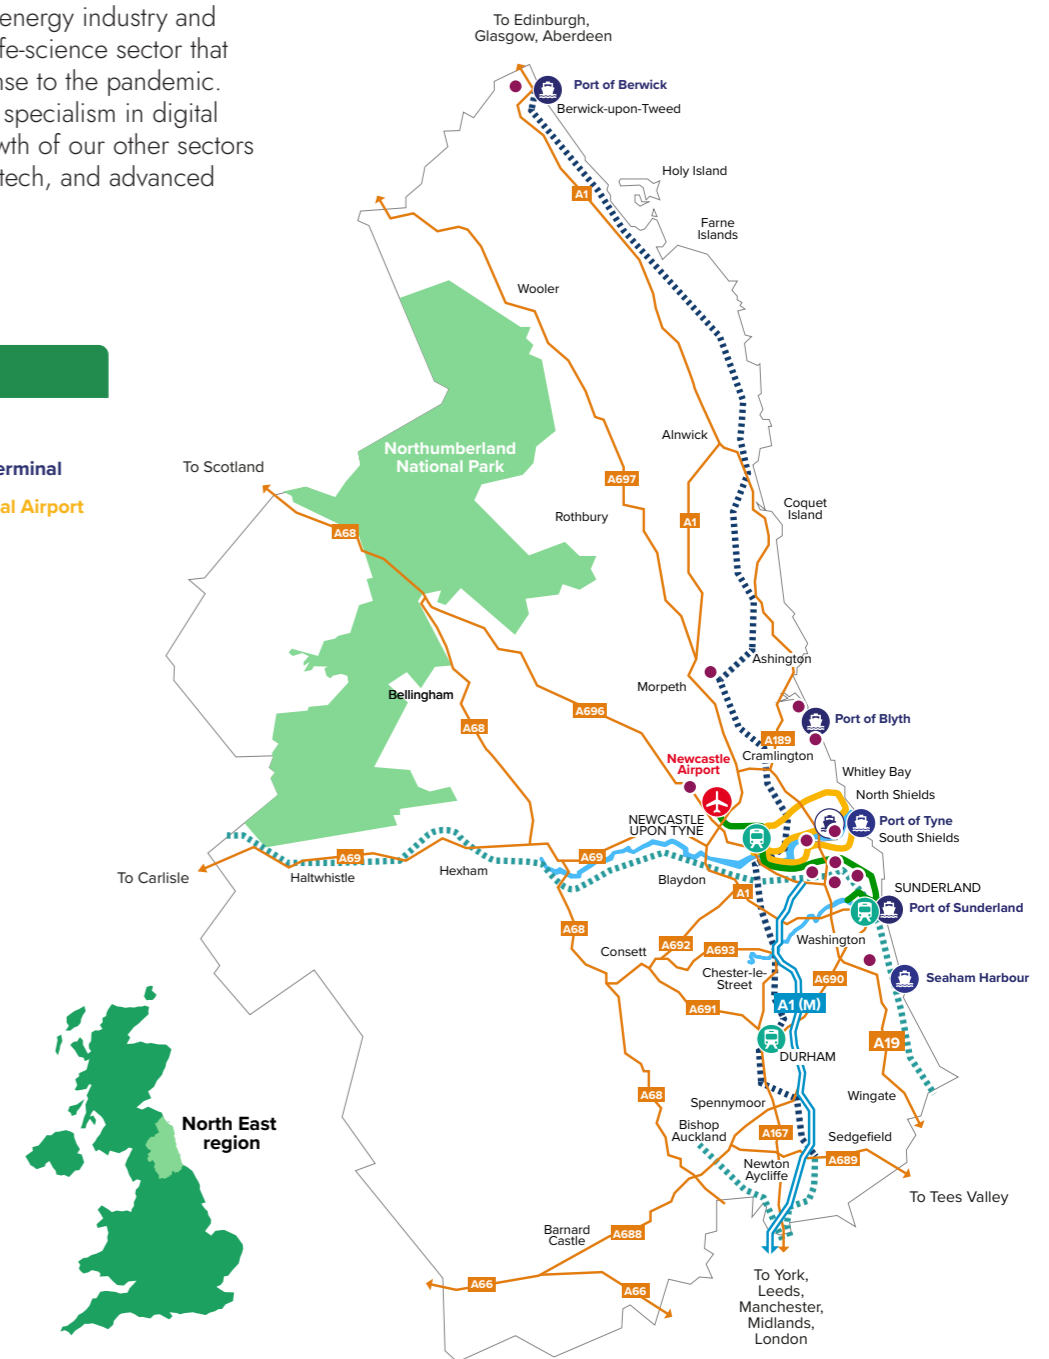 energy industry and
fe-science sector that
nse to the pandemic.
specialism in digital
wth of our other sectors
tech, and advanced
erminal
al Airport
To Edinburgh,
Glasgow, Aberdeen
Port of Berwick
Berwick-upon-Tweed
Holy Island
A1
Farne
Islands
Wooler
Alnwick
Northumberland
National Park
To Scotland
A697
Coquet
Island
Rothbury
A1
A68
Ashington
Morpeth
Bellingham
A696
A68
Port of Blyth
A189
Cramlington
Newcastle
Airport
Whitley Bay
North Shields
NEWCASTLE
UPON TYNE
Port of Tyne
South Shields
A69
A69
Hexham
To Carlisle
Haltwhistle
Blaydon
A1
SUNDERLAND
Port of Sunderland
A68
Washington
A692
A693
Consett
Chester-le-
Street
A690
Seaham Harbour
A691
A1 (M)
A19
DURHAM
A68
Wingate
Spennymoor
North East
region
Bishop
Auckland
A167
Sedgefield
A689
Newton
Aycliffe
To Tees Valley
Barnard
Castle
A688
A66
A66
To York,
Leeds,
Manchester,
Midlands,
London